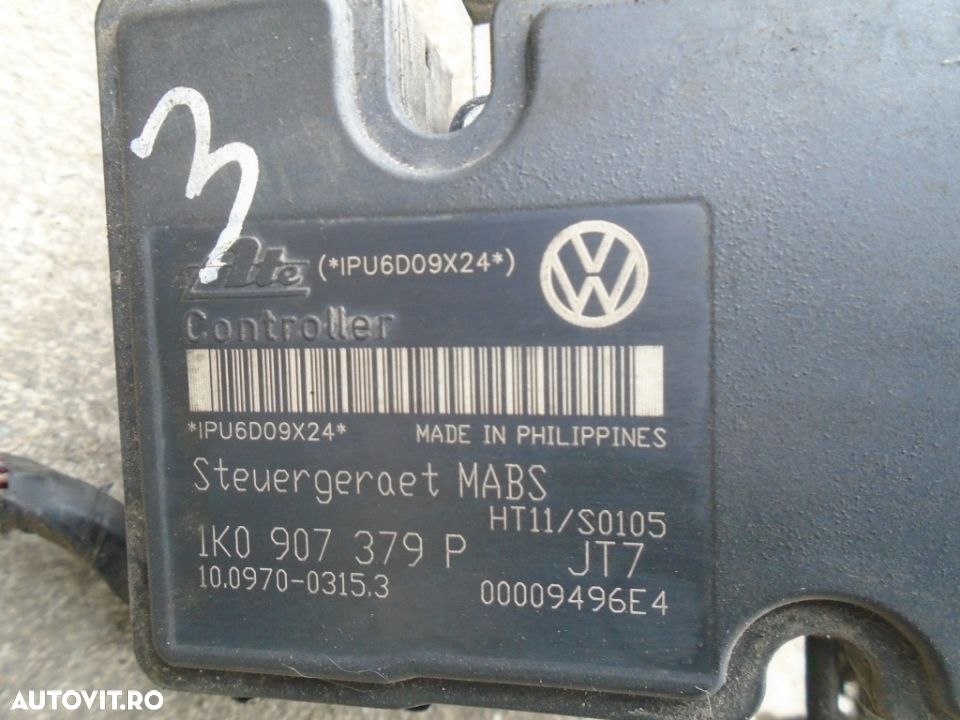 3
Ate (*IPU6D09X24*)
Controller
*IPU6D09X24* MADE IN PHILIPPINES
Steuergeraet MABS
HT11/S0105
1K0 907 379 P JT7
10.0970-0315.3 00009496E4
AUTOVIT.RO